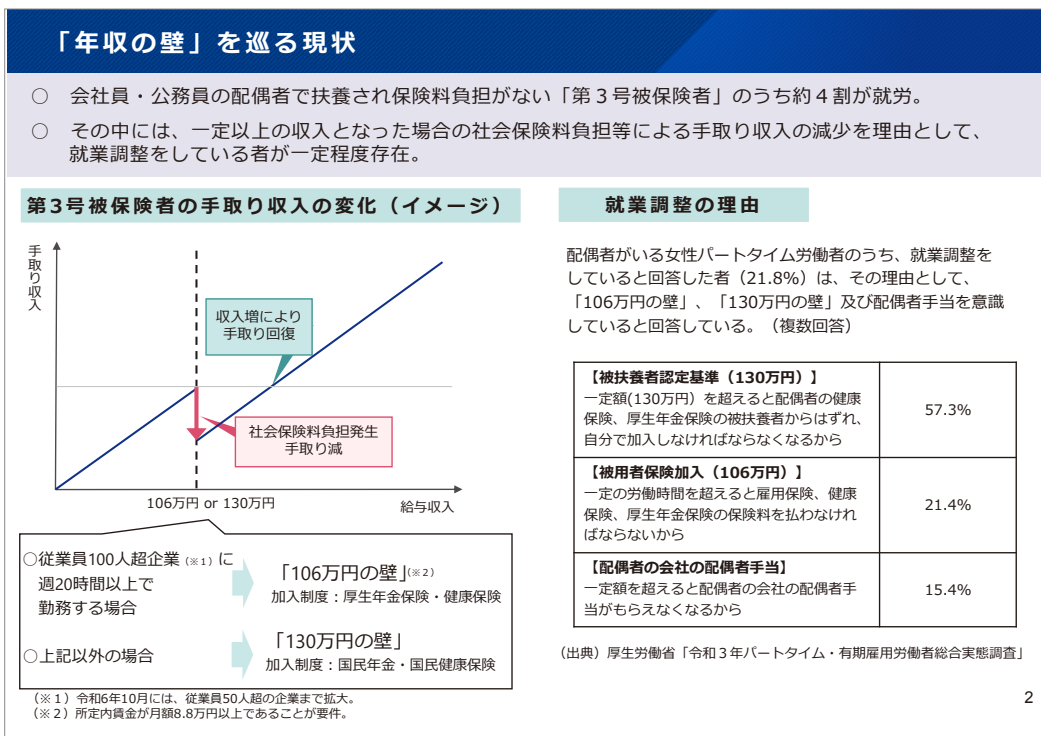 「年収の壁」を巡る現状
○ 会社員・公務員の配偶者で扶養され保険料負担がない「第３号被保険者」のうち約４割が就労。
○ その中には、一定以上の収入となった場合の社会保険料負担等による手取り収入の減少を理由として、
就業調整をしている者が一定程度存在。
第3号被保険者の手取り収入の変化（イメージ）
手取り収入
収入増により
手取り回復
社会保険料負担発生
手取り減
106万円 or 130万円
給与収入
○従業員100人超企業（※１）に
週20時間以上で
勤務する場合
「106万円の壁」（※２）
加入制度：厚生年金保険・健康保険
○上記以外の場合
「130万円の壁」
加入制度：国民年金・国民健康保険
（※１）令和6年10月には、従業員50人超の企業まで拡大。
（※２）所定内賃金が月額8.8万円以上であることが要件。
就業調整の理由
配偶者がいる女性パートタイム労働者のうち、就業調整を
していると回答した者（21.8%）は、その理由として、
「106万円の壁」、「130万円の壁」及び配偶者手当を意識
していると回答している。（複数回答）
【被扶養者認定基準（130万円）】
一定額(130万円）を超えると配偶者の健康
保険、厚生年金保険の被扶養者からはずれ、
自分で加入しなければならなくなるから
57.3%
【被用者保険加入（106万円）】
一定の労働時間を超えると雇用保険、健康
保険、厚生年金保険の保険料を払わなけれ
ばならないから
21.4%
【配偶者の会社の配偶者手当】
一定額を超えると配偶者の会社の配偶者手
当がもらえなくなるから
15.4%
（出典）厚生労働省「令和３年パートタイム・有期雇用労働者総合実態調査」
2